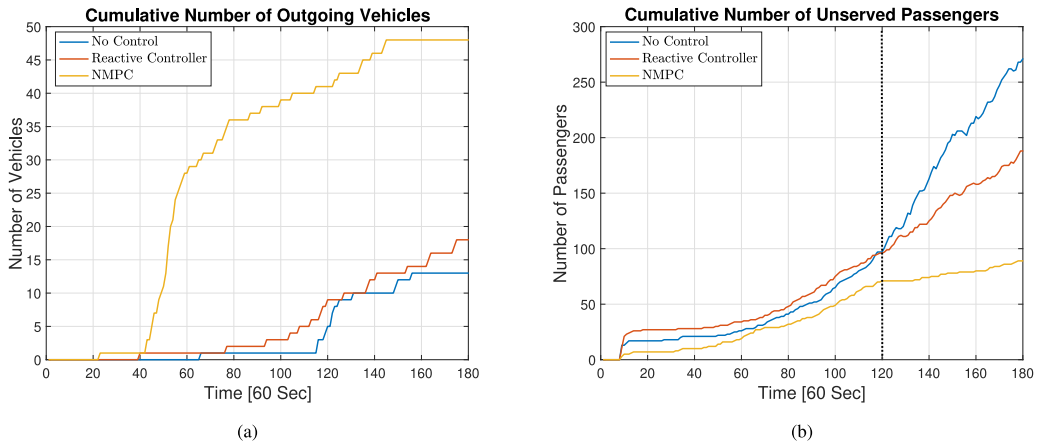 Cumulative Number of Outgoing Vehicles
50
45
40
35
30
25
20
15
10
5
0
Number of Vehicles
No Control
Reactive Controller
NMPC
0 20 40 60 80 100 120 140 160 180
Time [60 Sec]
(a)
Cumulative Number of Unserved Passengers
300
250
200
150
100
50
0
Number of Passengers
No Control
Reactive Controller
NMPC
0 20 40 60 80 100 120 140 160 180
Time [60 Sec]
(b)